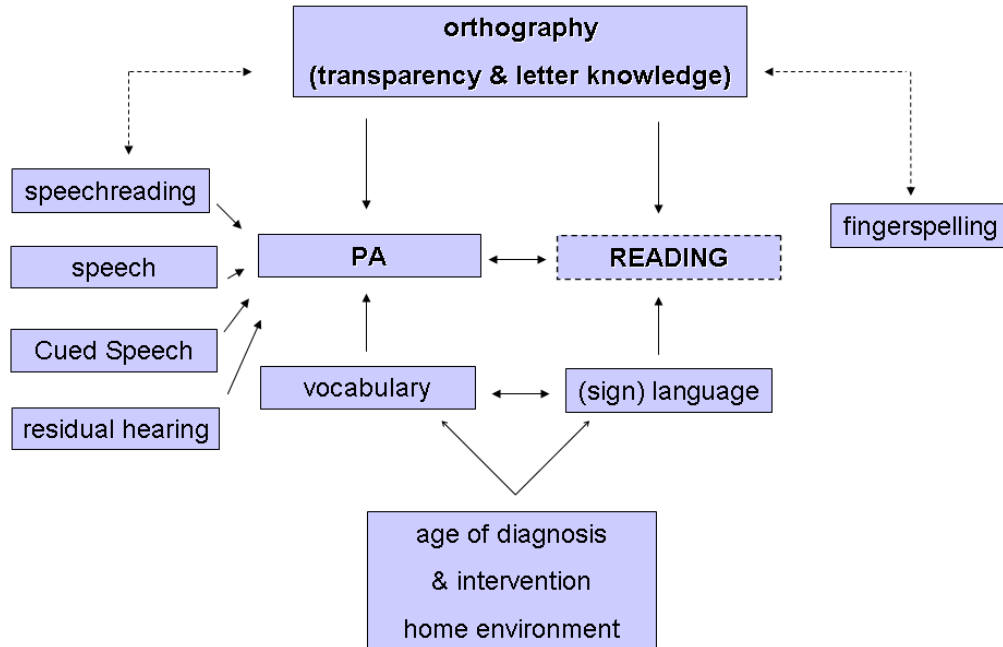 orthography
(transparency & letter knowledge)
speechreading
fingerspelling
speech
PA
READING
Cued Speech
vocabulary
(sign) language
residual hearing
age of diagnosis
& intervention
home environment